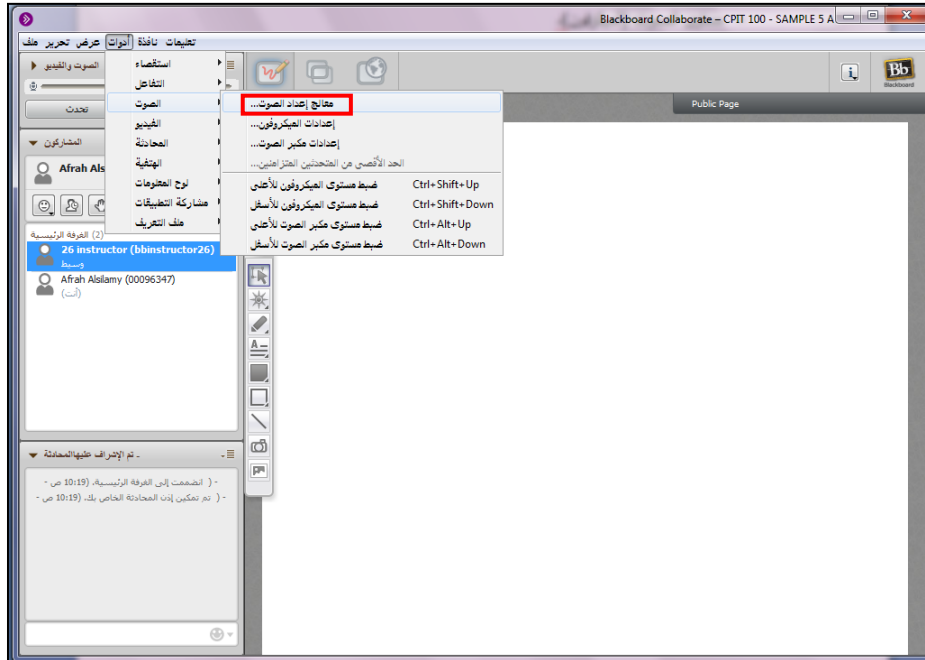 Blackboard Collaborate – CPIT 100 - SAMPLE 5 A
ملف تحرير عرض أدوات نافذة تعليمات
الصوت والفيديو
تحدث
المشاركون
Afrah Als
(2) الغرفة الرئيسية
26 instructor (bbinstructor26)
وسيط
Afrah Alsilamy (00096347)
(أنت)
استقصاء
التفاعل
الصوت
الفيديو
المحادثة
الهتفية
لوح المعلومات
مشاركة التطبيقات
ملف التعريف
معالج إعداد الصوت...
إعدادات الميكروفون...
إعدادات مكبر الصوت...
الحد الأقصى من المتحدثين المتزامنين...
ضبط مستوى الميكروفون للأعلى Ctrl+Shift+Up
ضبط مستوى الميكروفون للأسفل Ctrl+Shift+Down
ضبط مستوى مكبر الصوت للأعلى Ctrl+Alt+Up
ضبط مستوى مكبر الصوت للأسفل Ctrl+Alt+Down
Public Page
i
Bb
Blackboard
A
المحادثة - تم الإشراف عليها
- ( انضممت إلى الغرفة الرئيسية، (10:19 ص -
- ( تم تمكين إذن المحادثة الخاص بك، (10:19 ص -